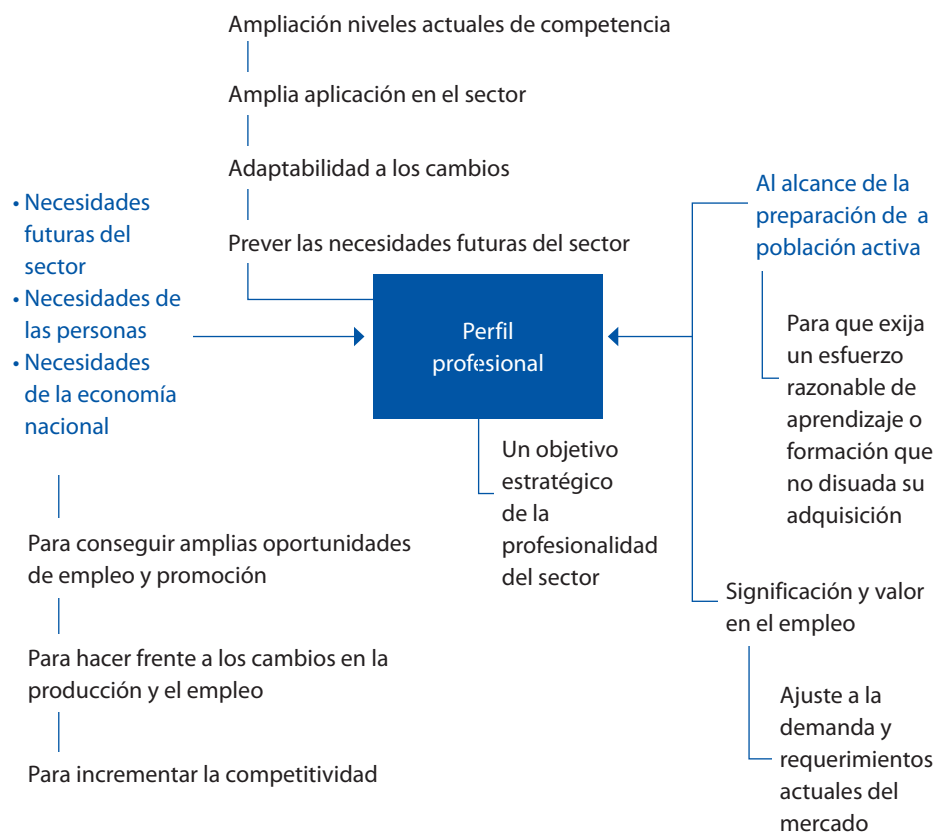 Ampliación niveles actuales de competencia
Amplia aplicación en el sector
Adaptabilidad a los cambios
Prever las necesidades futuras del sector
• Necesidades
futuras del
sector
• Necesidades de
las personas
• Necesidades
de la economía
nacional
Para conseguir amplias oportunidades
de empleo y promoción
Para hacer frente a los cambios en la
producción y el empleo
Para incrementar la competitividad
Perfil
profesional
Un objetivo
estratégico
de la
profesionalidad
del sector
Al alcance de la
preparación de a
población activa
Para que exija
un esfuerzo
razonable de
aprendizaje o
formación que
no disuada su
adquisición
Significación y valor
en el empleo
Ajuste a la
demanda y
requerimientos
actuales del
mercado